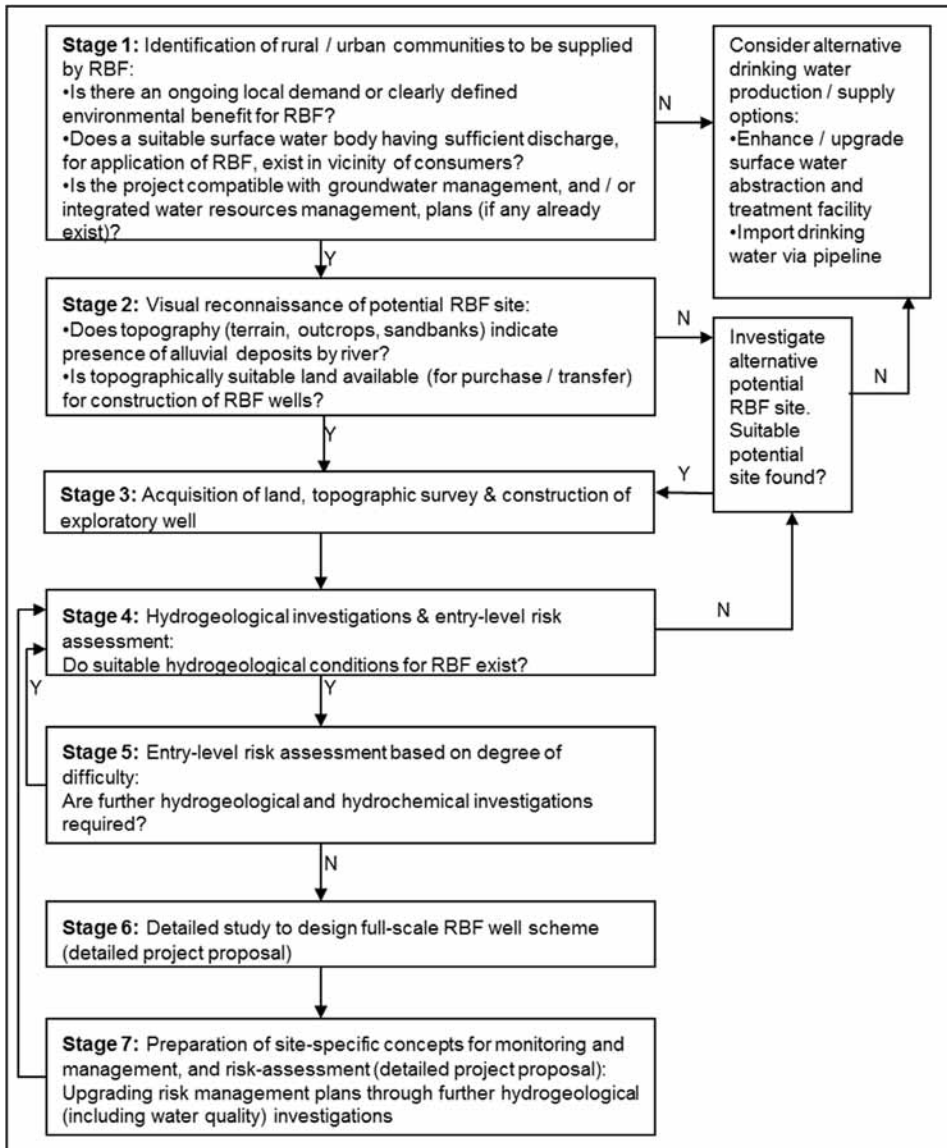 Stage 1: Identification of rural / urban communities to be supplied
by RBF:
•Is there an ongoing local demand or clearly defined
environmental benefit for RBF?
•Does a suitable surface water body having sufficient discharge,
for application of RBF, exist in vicinity of consumers?
•Is the project compatible with groundwater management, and / or
integrated water resources management, plans (if any already
exist)?
N
Consider alternative
drinking water
production / supply
options:
•Enhance / upgrade
surface water
abstraction and
treatment facility
•Import drinking
water via pipeline
Y
Stage 2: Visual reconnaissance of potential RBF site:
•Does topography (terrain, outcrops, sandbanks) indicate
presence of alluvial deposits by river?
•Is topographically suitable land available (for purchase / transfer)
for construction of RBF wells?
N
Investigate
alternative
potential
RBF site.
Suitable
potential
site found?
N
Y
Y
Stage 3: Acquisition of land, topographic survey & construction of
exploratory well
Stage 4: Hydrogeological investigations & entry-level risk
assessment:
Do suitable hydrogeological conditions for RBF exist?
N
Y
Y
Stage 5: Entry-level risk assessment based on degree of
difficulty:
Are further hydrogeological and hydrochemical investigations
required?
N
Stage 6: Detailed study to design full-scale RBF well scheme
(detailed project proposal)
Stage 7: Preparation of site-specific concepts for monitoring and
management, and risk-assessment (detailed project proposal):
Upgrading risk management plans through further hydrogeological
(including water quality) investigations